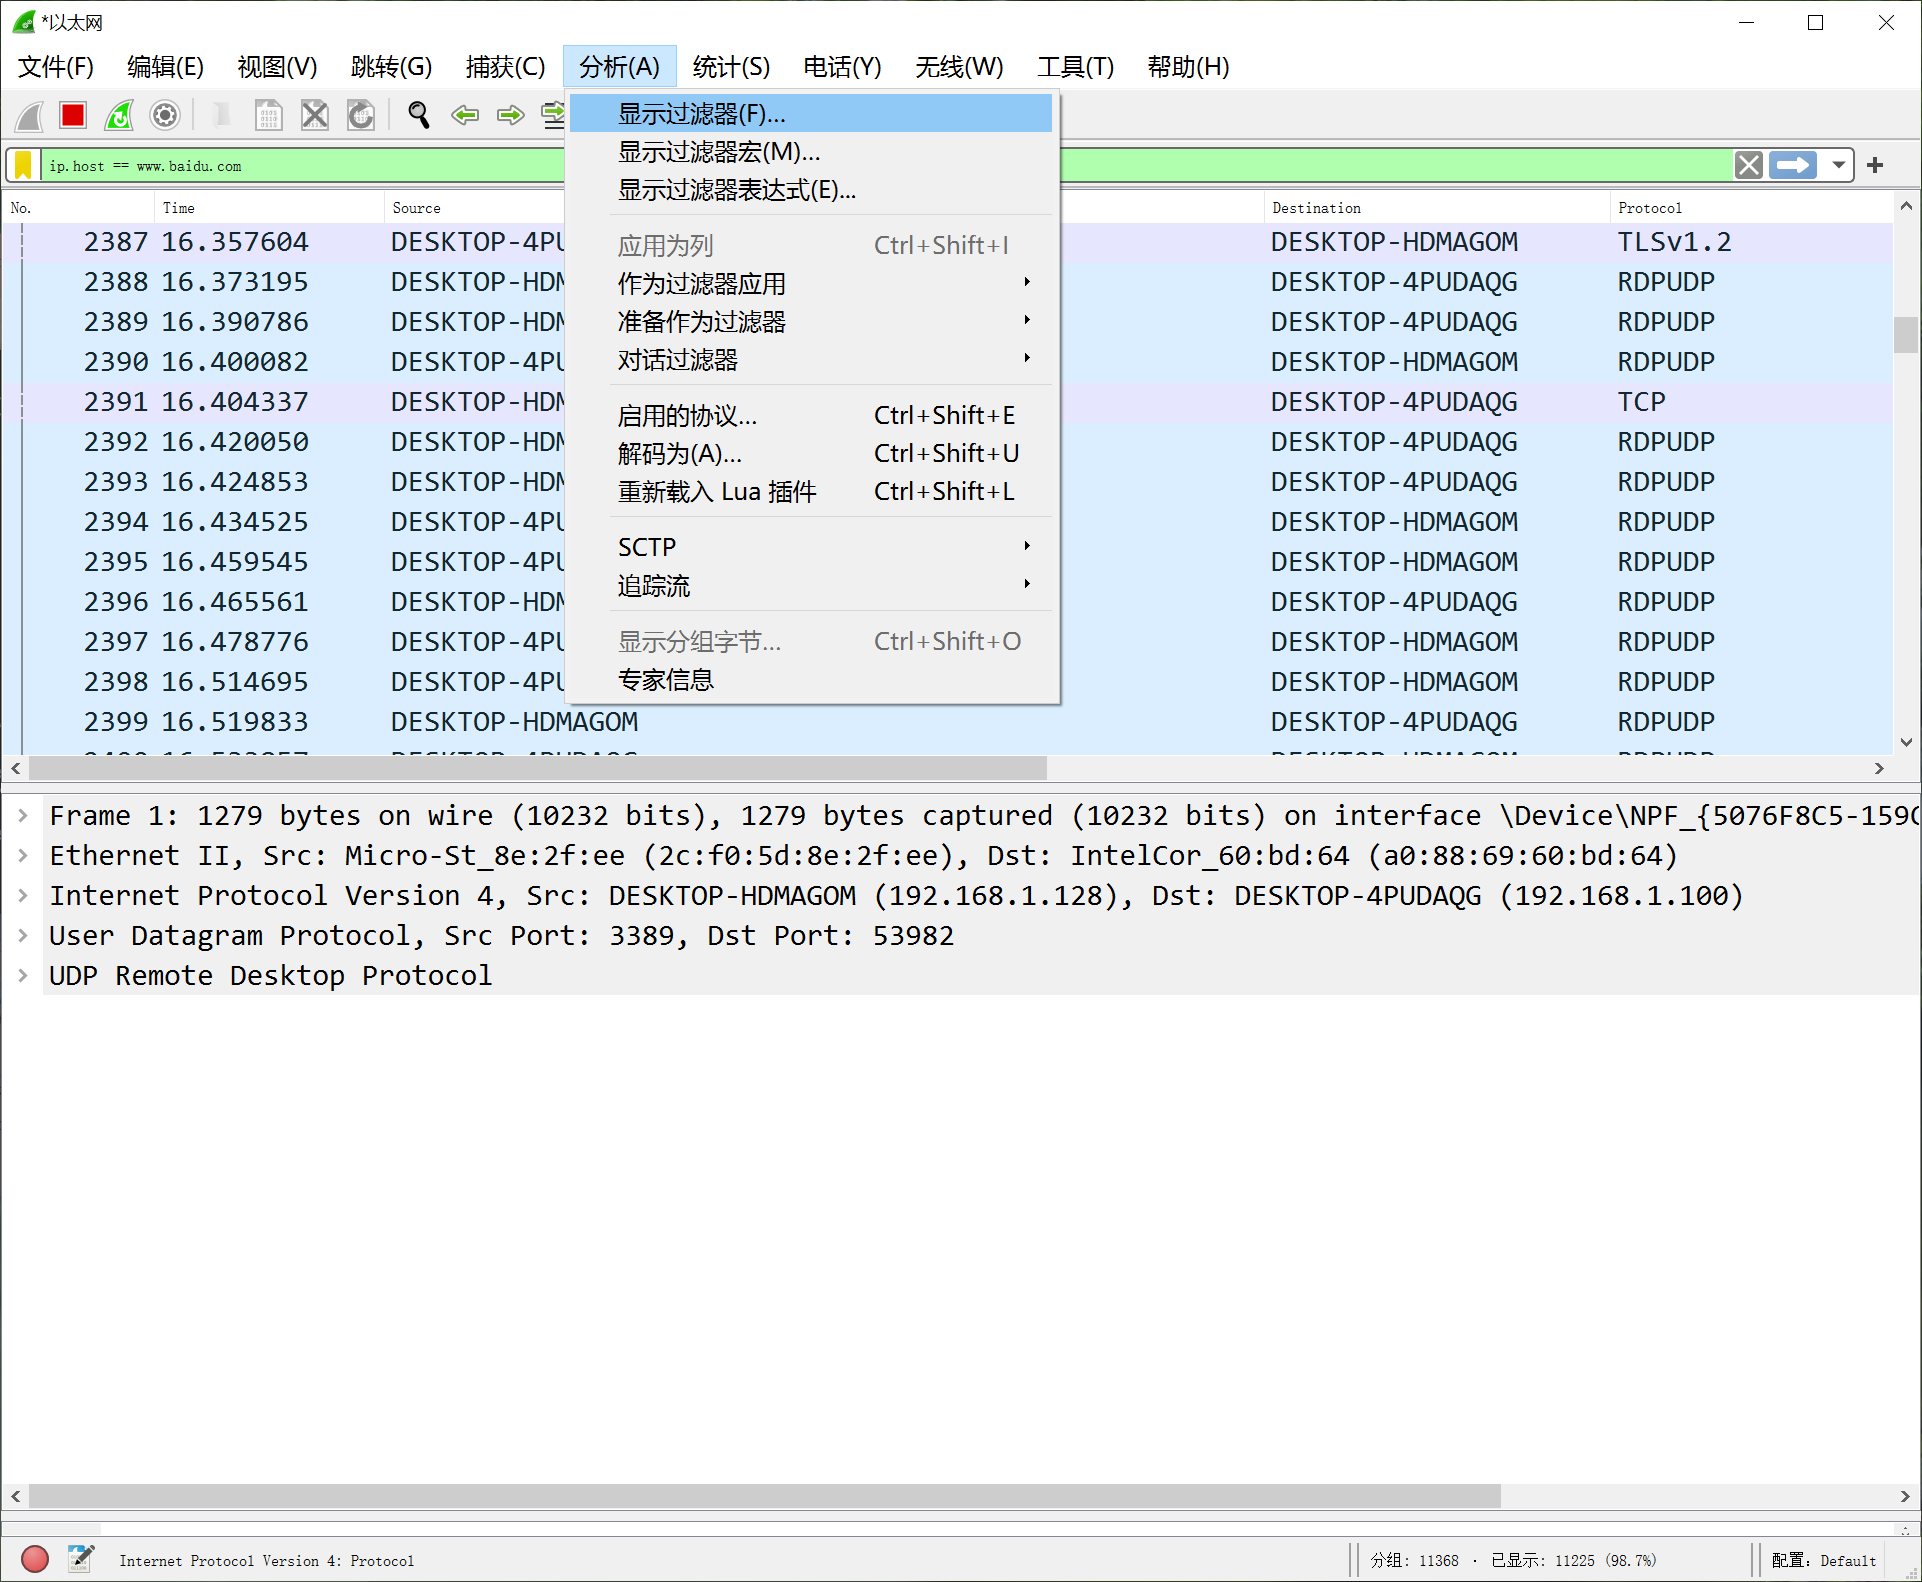 *以太网
文件(F) 编辑(E) 视图(V) 跳转(G) 捕获(C) 分析(A) 统计(S) 电话(Y) 无线(W) 工具(T) 帮助(H)
ip.host == www.baidu.com
显示过滤器(F)...
显示过滤器宏(M)...
显示过滤器表达式(E)...
应用为列 Ctrl+Shift+I
作为过滤器应用
准备作为过滤器
对话过滤器
启用的协议... Ctrl+Shift+E
解码为(A)... Ctrl+Shift+U
重新载入 Lua 插件 Ctrl+Shift+L
SCTP
追踪流
显示分组字节... Ctrl+Shift+O
专家信息
No. Time Source Destination Protocol
2387 16.357604 DESKTOP-4PU DESKTOP-HDMAGOM TLSv1.2
2388 16.373195 DESKTOP-HDM DESKTOP-4PUDAQG RDPUDP
2389 16.390786 DESKTOP-HDM DESKTOP-4PUDAQG RDPUDP
2390 16.400082 DESKTOP-4PU DESKTOP-HDMAGOM RDPUDP
2391 16.404337 DESKTOP-HDM DESKTOP-4PUDAQG TCP
2392 16.420050 DESKTOP-HDM DESKTOP-4PUDAQG RDPUDP
2393 16.424853 DESKTOP-HDM DESKTOP-4PUDAQG RDPUDP
2394 16.434525 DESKTOP-4PU DESKTOP-HDMAGOM RDPUDP
2395 16.459545 DESKTOP-4PU DESKTOP-HDMAGOM RDPUDP
2396 16.465561 DESKTOP-HDM DESKTOP-4PUDAQG RDPUDP
2397 16.478776 DESKTOP-4PU DESKTOP-HDMAGOM RDPUDP
2398 16.514695 DESKTOP-4PU DESKTOP-HDMAGOM RDPUDP
2399 16.519833 DESKTOP-HDMAGOM DESKTOP-4PUDAQG RDPUDP
Frame 1: 1279 bytes on wire (10232 bits), 1279 bytes captured (10232 bits) on interface \Device\NPF_{5076F8C5-159C
Ethernet II, Src: Micro-St_8e:2f:ee (2c:f0:5d:8e:2f:ee), Dst: IntelCor_60:bd:64 (a0:88:69:60:bd:64)
Internet Protocol Version 4, Src: DESKTOP-HDMAGOM (192.168.1.128), Dst: DESKTOP-4PUDAQG (192.168.1.100)
User Datagram Protocol, Src Port: 3389, Dst Port: 53982
UDP Remote Desktop Protocol
Internet Protocol Version 4: Protocol 分组: 11368 · 已显示: 11225 (98.7%) 配置: Default